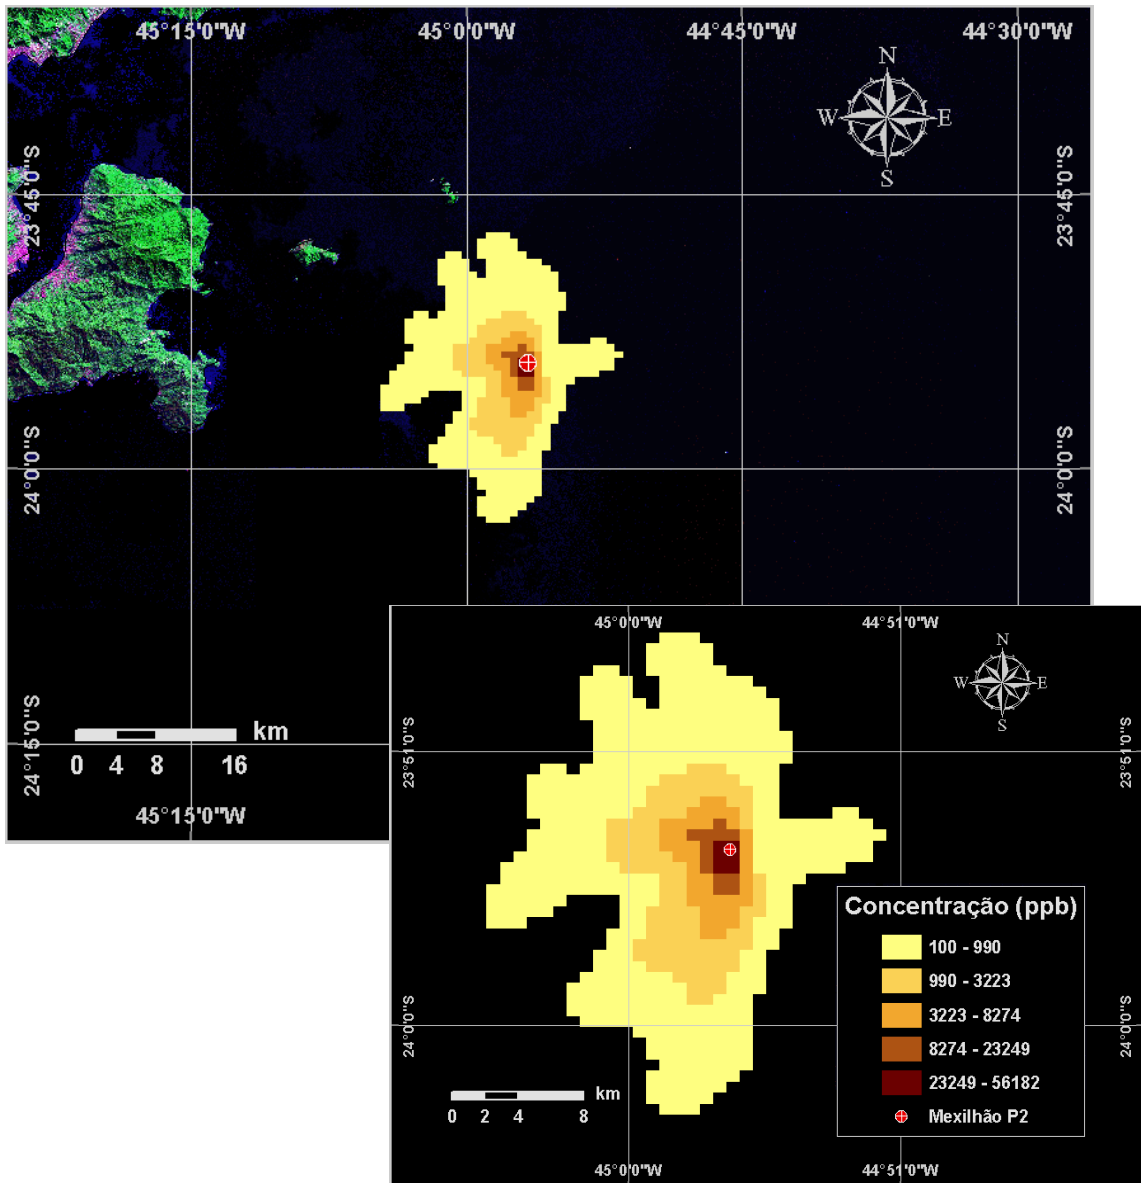 45°15'0"W 45°0'0"W 44°45'0"W 44°30'0"W
N
W E
S
23°45'0"S 23°45'0"S
24°0'0"S 24°0'0"S
24°15'0"S
km
0 4 8 16
45°15'0"W
45°0'0"W 44°51'0"W
N
W E
S
23°51'0"S 23°51'0"S
24°0'0"S 24°0'0"S
Concentração (ppb)
100 - 990
990 - 3223
3223 - 8274
8274 - 23249
23249 - 56182
Mexilhão P2
km
0 2 4 8
45°0'0"W 44°51'0"W